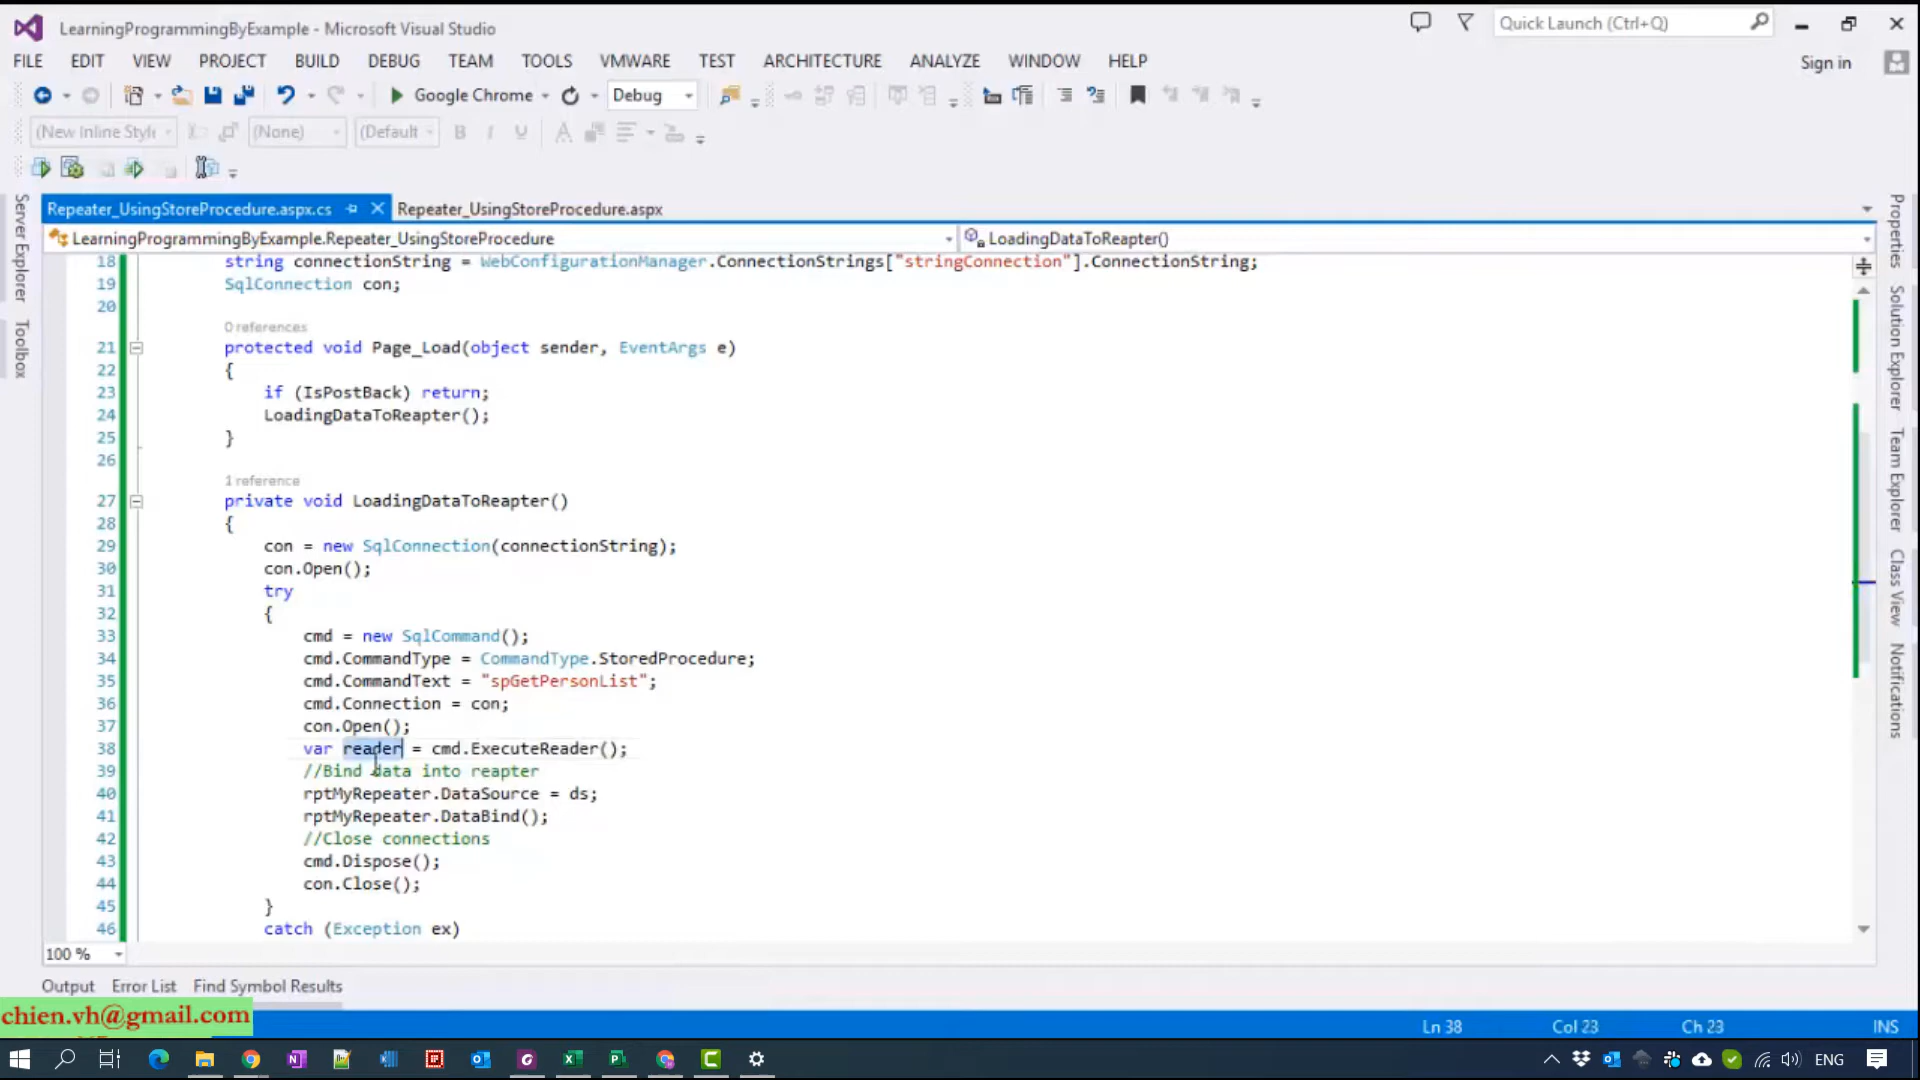 LearningProgrammingByExample - Microsoft Visual Studio
Quick Launch (Ctrl+Q)
FILE EDIT VIEW PROJECT BUILD DEBUG TEAM TOOLS VMWARE TEST ARCHITECTURE ANALYZE WINDOW HELP
Sign in
Google Chrome Debug
(New Inline Style (None) (Default
Repeater_UsingStoreProcedure.aspx.cs Repeater_UsingStoreProcedure.aspx
LearningProgrammingByExample.Repeater_UsingStoreProcedure LoadingDataToReapter()
18 string connectionString = WebConfigurationManager.ConnectionStrings["stringConnection"].ConnectionString;
19 SqlConnection con;
20
0 references
21 protected void Page_Load(object sender, EventArgs e)
22 {
23 if (IsPostBack) return;
24 LoadingDataToReapter();
25 }
26
1 reference
27 private void LoadingDataToReapter()
28 {
29 con = new SqlConnection(connectionString);
30 con.Open();
31 try
32 {
33 cmd = new SqlCommand();
34 cmd.CommandType = CommandType.StoredProcedure;
35 cmd.CommandText = "spGetPersonList";
36 cmd.Connection = con;
37 con.Open();
38 var reader = cmd.ExecuteReader();
39 //Bind data into reapter
40 rptMyRepeater.DataSource = ds;
41 rptMyRepeater.DataBind();
42 //Close connections
43 cmd.Dispose();
44 con.Close();
45 }
46 catch (Exception ex)
100 %
Server Explorer
Toolbox
Properties
Solution Explorer
Team Explorer
Class View
Notifications
Output Error List Find Symbol Results
chien.vh@gmail.com
Ln 38 Col 23 Ch 23 INS
ENG